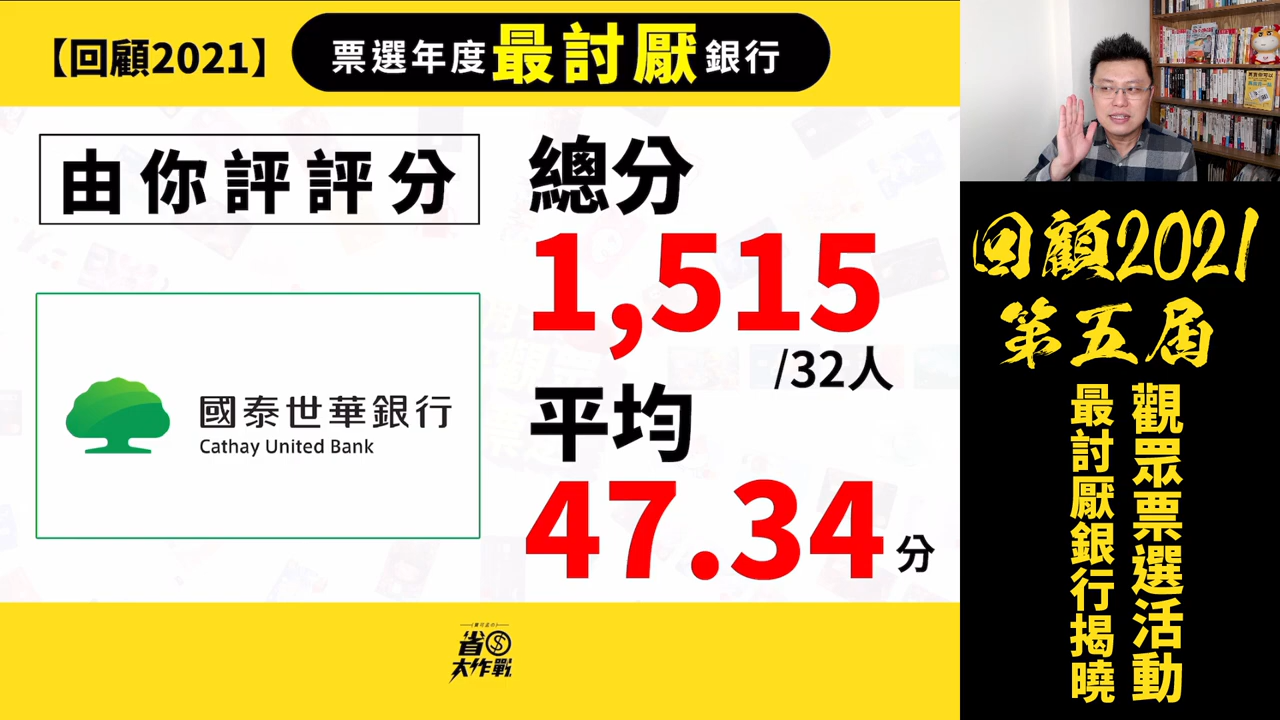 【回顧2021】
票選年度最討厭銀行
由你評評分
總分
1,515
/32人
平均
47.34分
國泰世華銀行
Cathay United Bank
省
大作戰
回顧2021
第五屆
觀眾票選活動
最討厭銀行揭曉